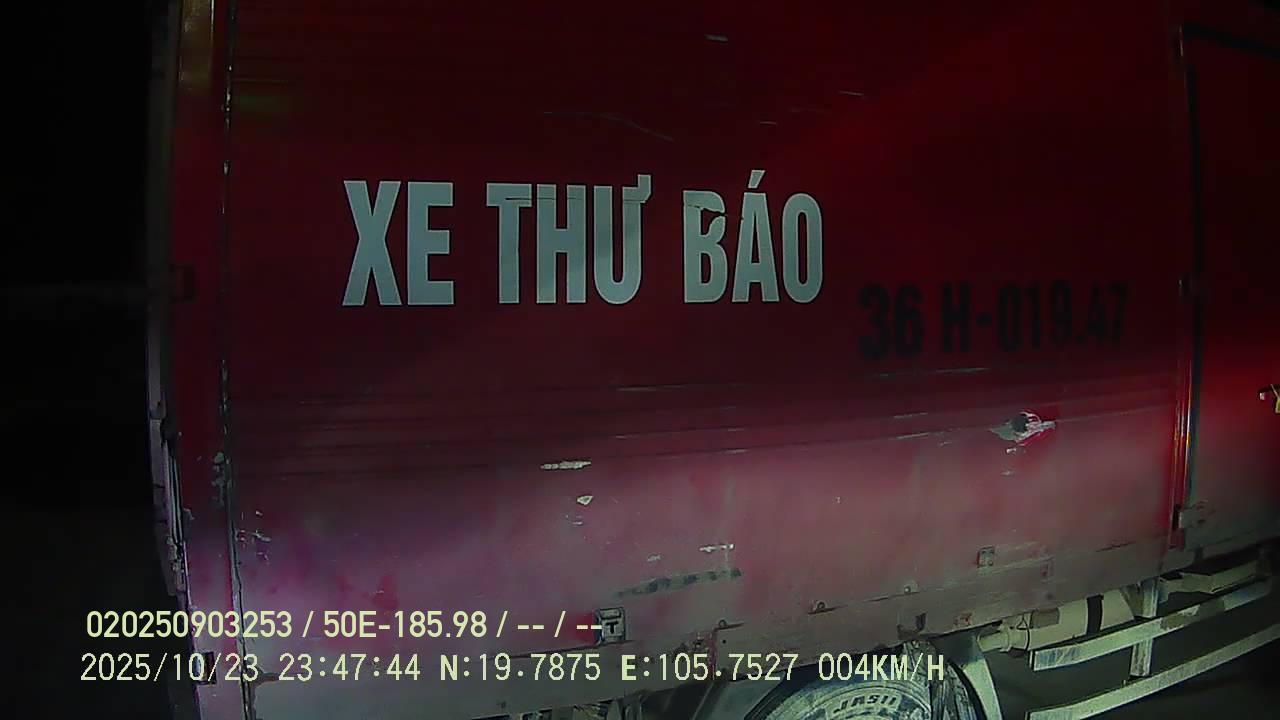 XE THƯ BÁO
36 H-019.47
020250903253 / 50E-185.98 / -- / --
2025/10/23 23:47:44 N:19.7875 E:105.7527 004KM/H